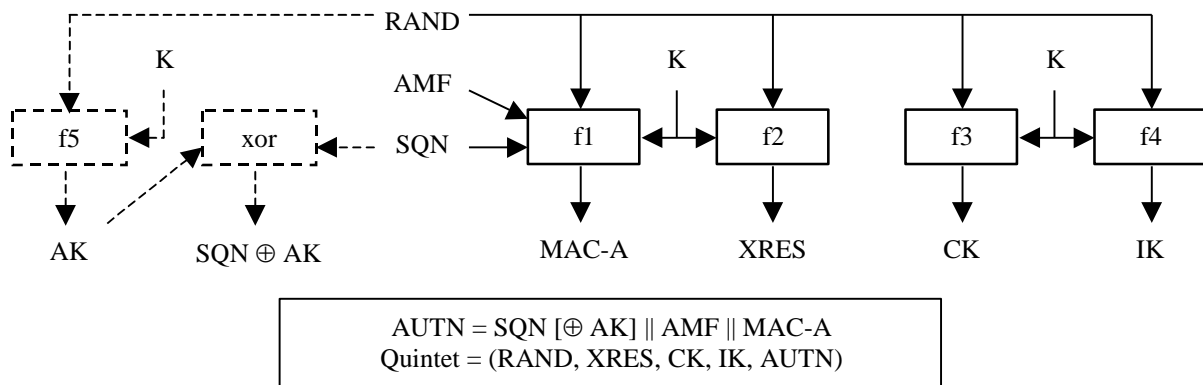 RAND
K
K
AMF
f5
xor
SQN
f1
K
f2
f3
K
f4
AK
SQN ⊕ AK
MAC-A
XRES
CK
IK
AUTN = SQN [⊕ AK] || AMF || MAC-A
Quintet = (RAND, XRES, CK, IK, AUTN)